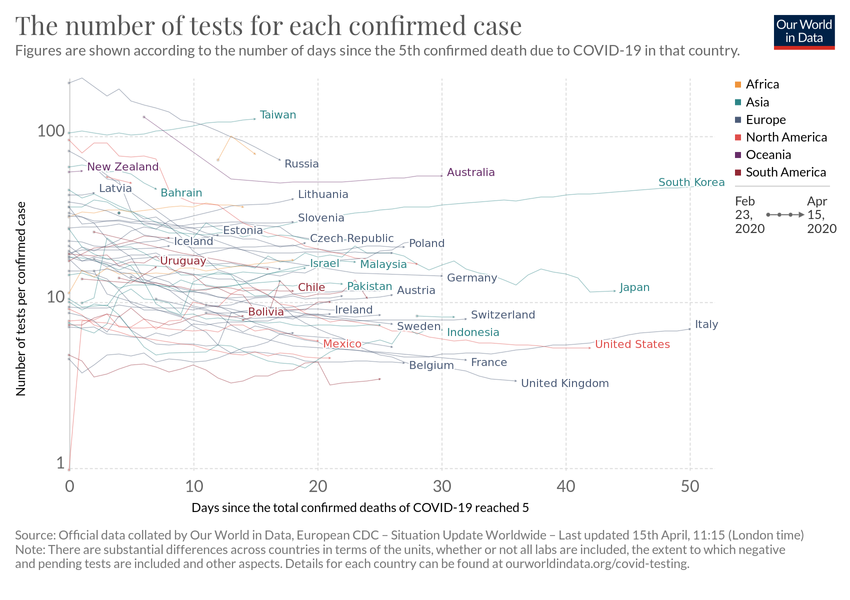 The number of tests for each confirmed case
Figures are shown according to the number of days since the 5th confirmed death due to COVID-19 in that country.
Our World
in Data
Number of tests per confirmed case
100
10
1
0
10
20
30
40
50
Days since the total confirmed deaths of COVID-19 reached 5
Taiwan
Russia
New Zealand
Australia
South Korea
Latvia
Bahrain
Lithuania
Slovenia
Estonia
Iceland
Czech Republic
Poland
Uruguay
Israel
Malaysia
Germany
Chile
Pakistan
Austria
Japan
Bolivia
Ireland
Switzerland
Sweden
Indonesia
Italy
Mexico
United States
Belgium
France
United Kingdom
Africa
Asia
Europe
North America
Oceania
South America
Feb
23,
2020
Apr
15,
2020
Source: Official data collated by Our World in Data, European CDC – Situation Update Worldwide – Last updated 15th April, 11:15 (London time)
Note: There are substantial differences across countries in terms of the units, whether or not all labs are included, the extent to which negative
and pending tests are included and other aspects. Details for each country can be found at ourworldindata.org/covid-testing.